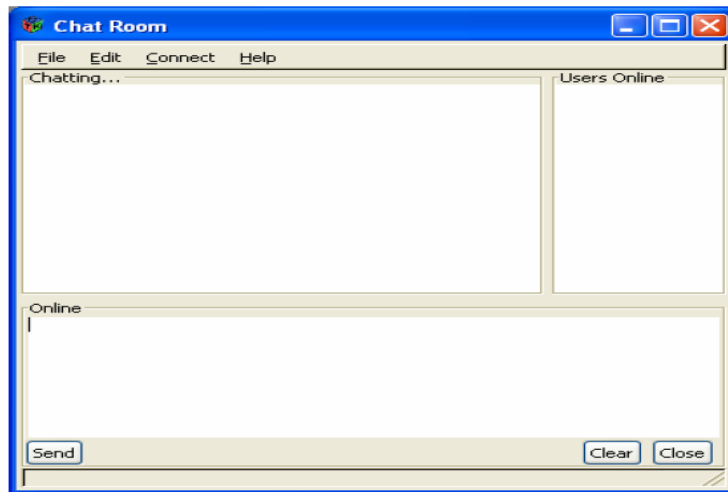 Chat Room
File Edit Connect Help
Chatting... Users Online
Online
Send Clear Close